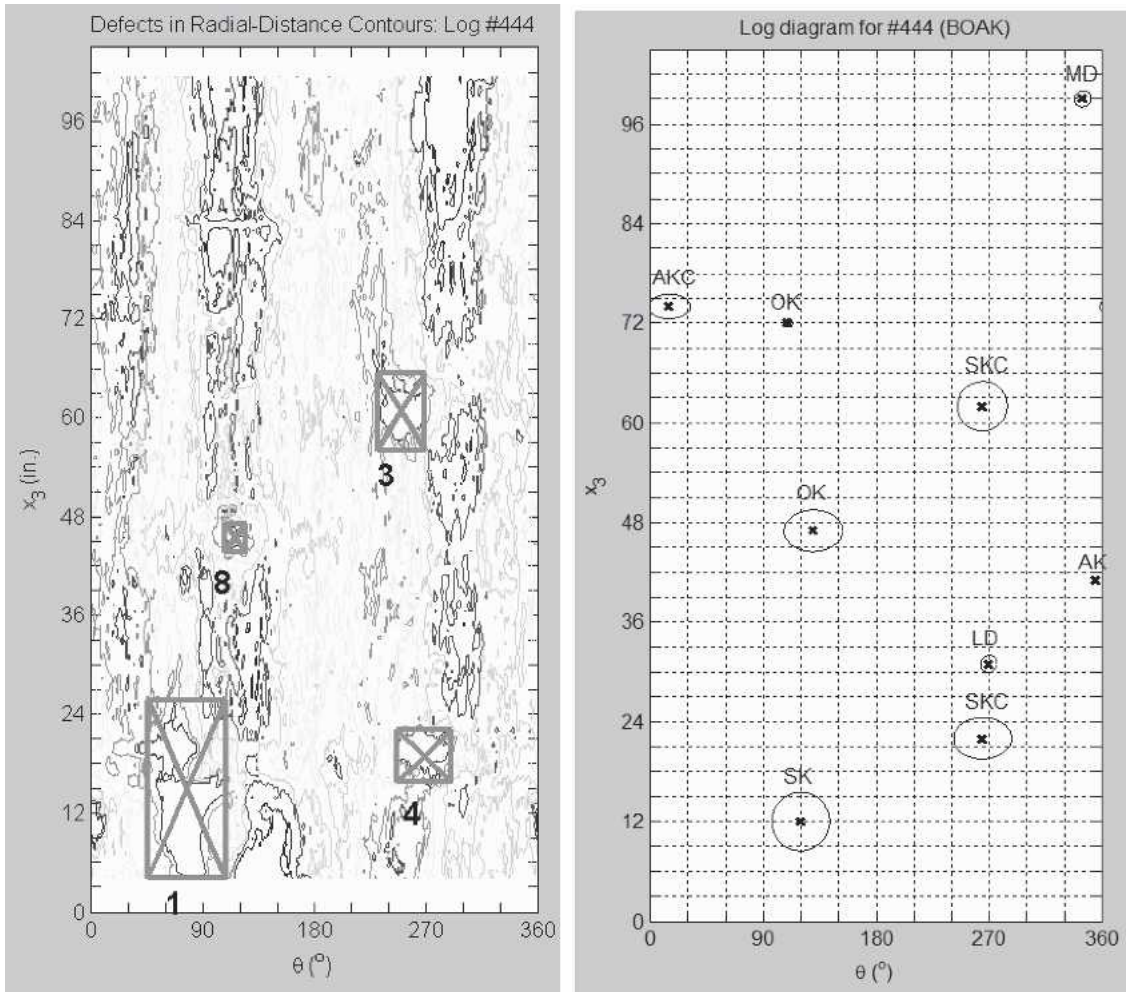 Defects in Radial-Distance Contours: Log #444
96
84
72
60
48
36
24
12
0
x3 (in.)
3
8
4
1
0 90 180 270 360
θ (°)
Log diagram for #444 (BOAK)
96
84
72
60
48
36
24
12
0
x3
MD
AKC
OK
SKC
OK
AK
LD
SKC
SK
0 90 180 270 360
θ (°)